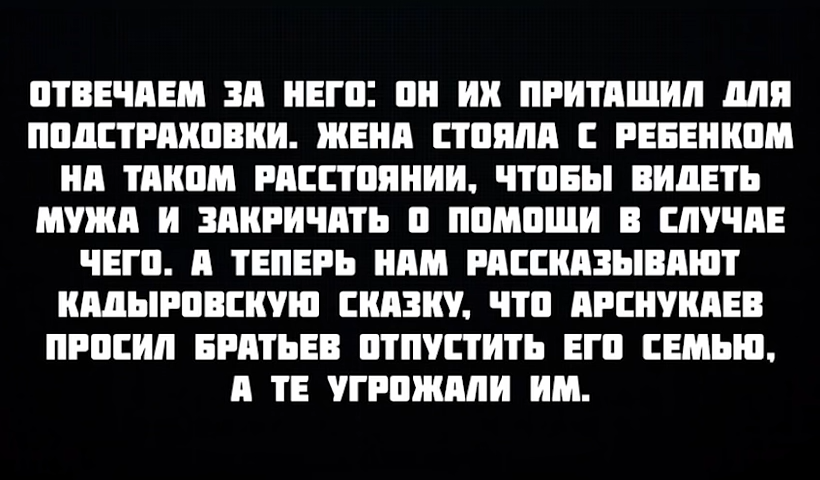 ОТВЕЧАЕМ ЗА НЕГО: ОН ИХ ПРИТАЩИЛ ДЛЯ
ПОДСТРАХОВКИ. ЖЕНА СТОЯЛА С РЕБЕНКОМ
НА ТАКОМ РАССТОЯНИИ, ЧТОБЫ ВИДЕТЬ
МУЖА И ЗАКРИЧАТЬ О ПОМОЩИ В СЛУЧАЕ
ЧЕГО. А ТЕПЕРЬ НАМ РАССКАЗЫВАЮТ
КАДЫРОВСКУЮ СКАЗКУ, ЧТО АРСНУКАЕВ
ПРОСИЛ БРАТЬЕВ ОТПУСТИТЬ ЕГО СЕМЬЮ,
А ТЕ УГРОЖАЛИ ИМ.